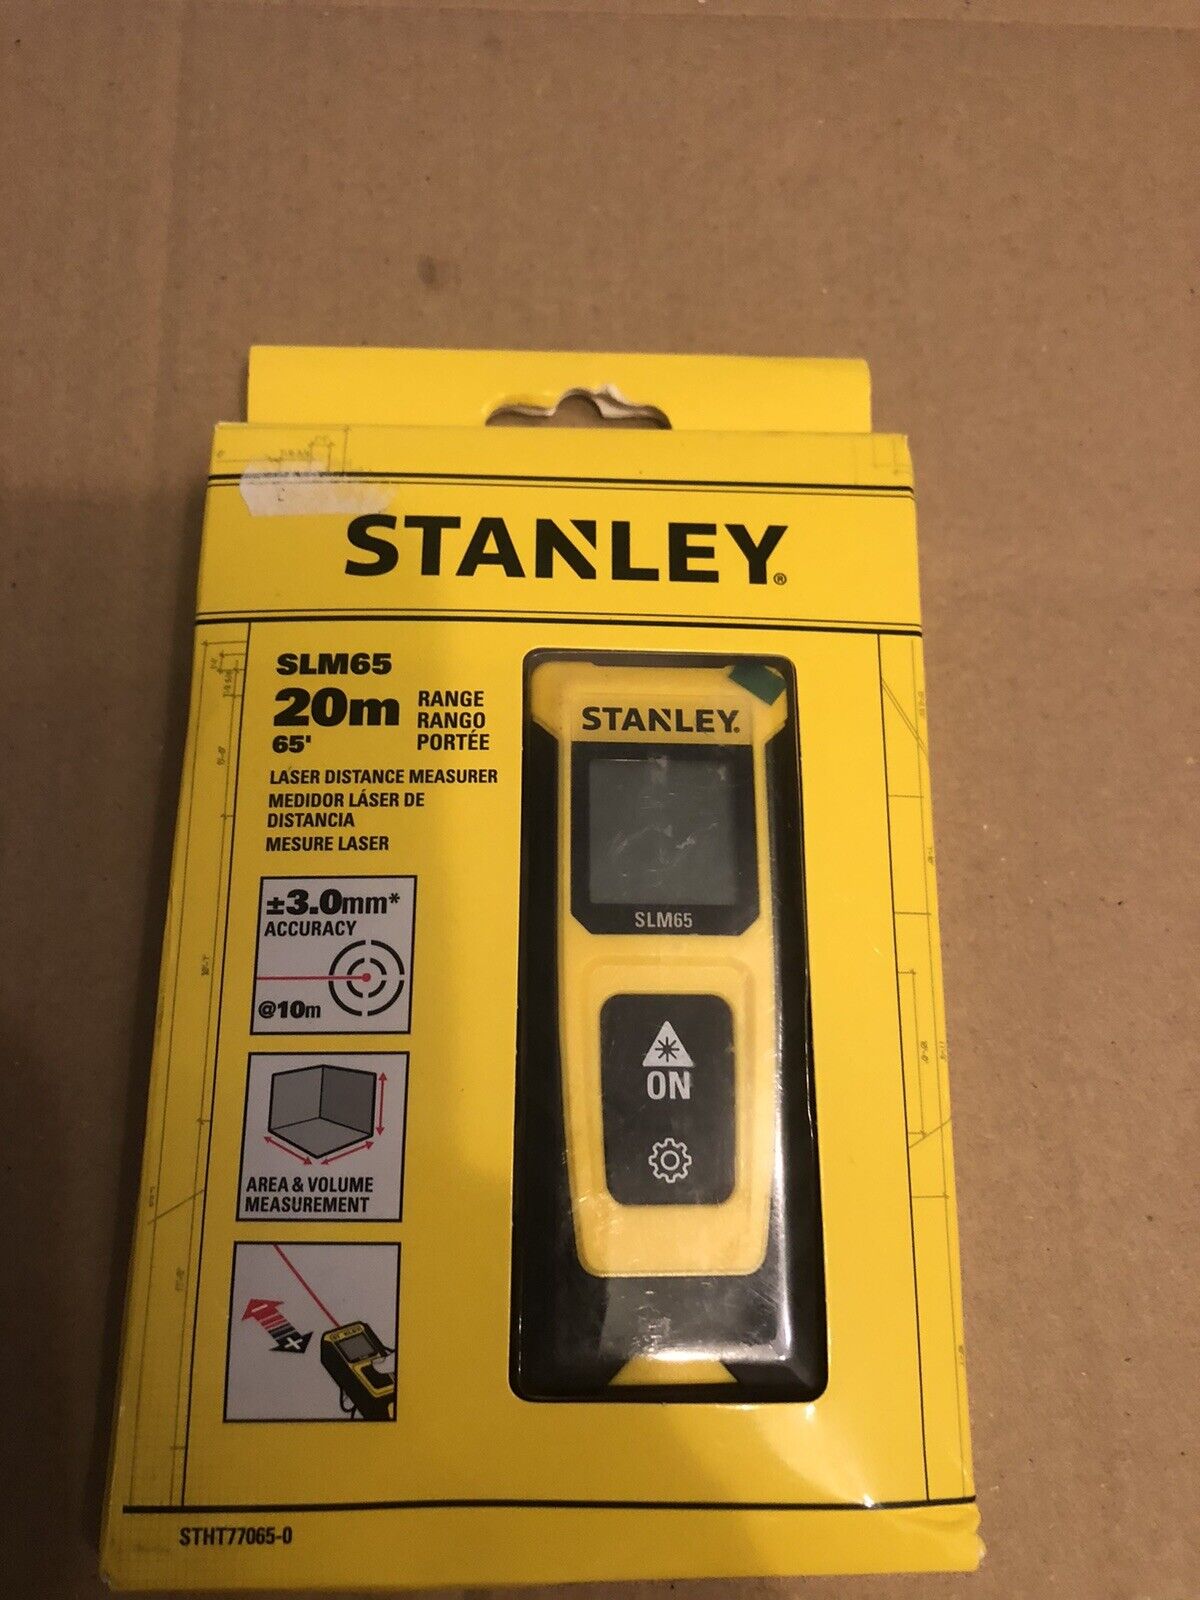 STANLEY®
SLM65
20m
65'
RANGE
RANGO
PORTÉE
LASER DISTANCE MEASURER
MEDIDOR LÁSER DE
DISTANCIA
MESURE LASER
±3.0mm*
ACCURACY
@10m
AREA & VOLUME
MEASUREMENT
STANLEY.
SLM65
ON
STHT77065-0